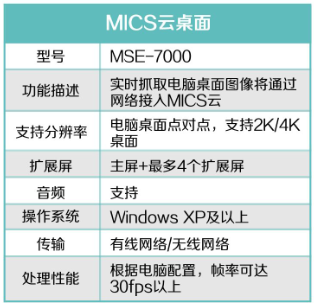 MICS云桌面
型号 MSE-7000
功能描述 实时抓取电脑桌面图像将通过
网络接入MICS云
支持分辨率 电脑桌面点对点，支持2K/4K
桌面
扩展屏 主屏+最多4个扩展屏
音频 支持
操作系统 Windows XP及以上
传输 有线网络/无线网络
处理性能 根据电脑配置，帧率可达
30fps以上